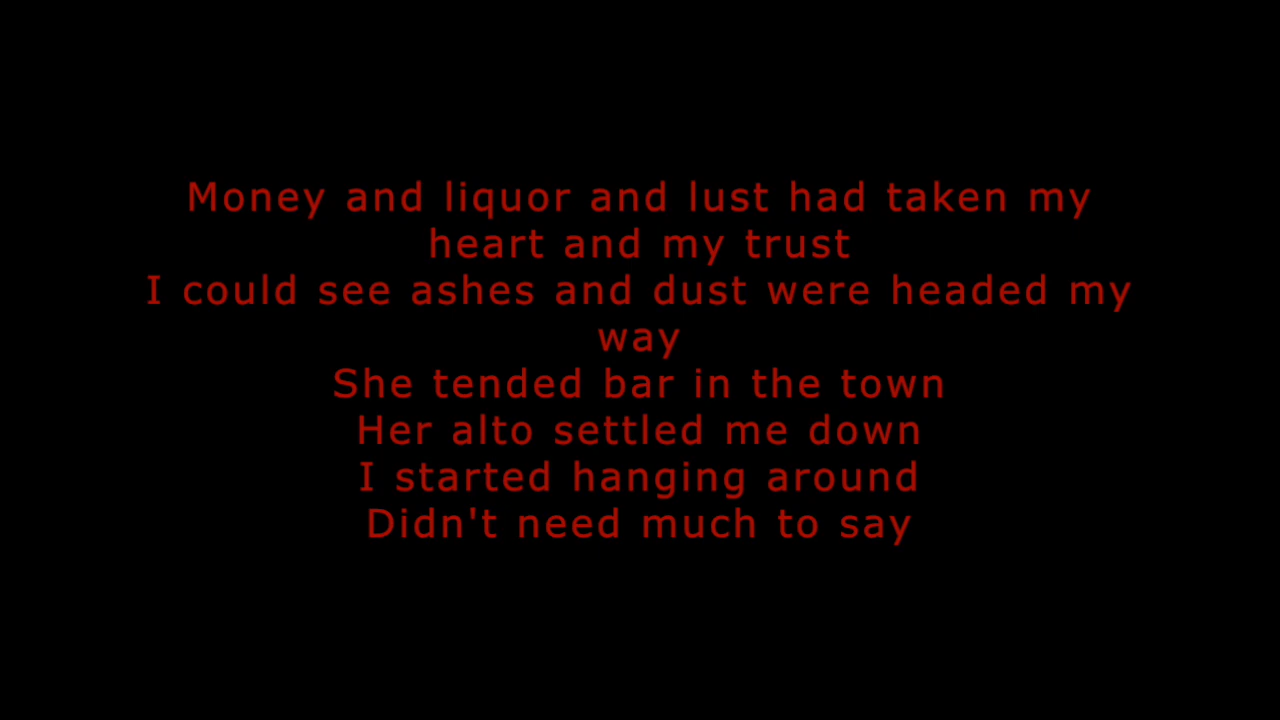 Money and liquor and lust had taken my
heart and my trust
I could see ashes and dust were headed my
way
She tended bar in the town
Her alto settled me down
I started hanging around
Didn't need much to say